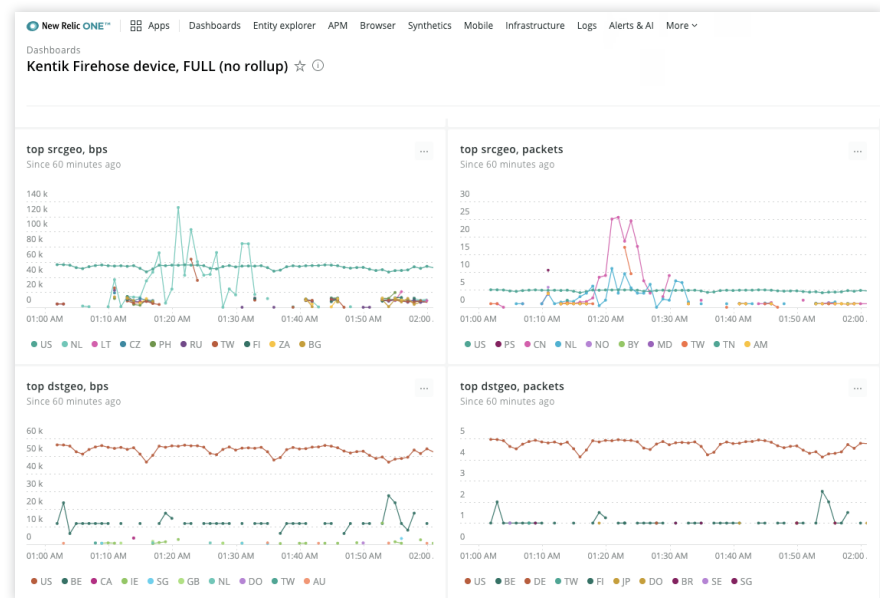 New Relic ONE™ Apps Dashboards Entity explorer APM Browser Synthetics Mobile Infrastructure Logs Alerts & AI More
Dashboards
Kentik Firehose device, FULL (no rollup)
top srcgeo, bps
Since 60 minutes ago
...
140 k
120 k
100 k
80 k
60 k
40 k
20 k
0
01:00 AM 01:10 AM 01:20 AM 01:30 AM 01:40 AM 01:50 AM 02:00
US NL LT CZ PH RU TW FI ZA BG
top srcgeo, packets
Since 60 minutes ago
...
30
25
20
15
10
5
0
01:00 AM 01:10 AM 01:20 AM 01:30 AM 01:40 AM 01:50 AM 02:00
US PS CN NL NO BY MD TW TN AM
top dstgeo, bps
Since 60 minutes ago
...
60 k
50 k
40 k
30 k
20 k
10 k
0
01:00 AM 01:10 AM 01:20 AM 01:30 AM 01:40 AM 01:50 AM 02:00
US BE CA IE SG GB NL DO TW AU
top dstgeo, packets
Since 60 minutes ago
...
5
4
3
2
1
0
01:00 AM 01:10 AM 01:20 AM 01:30 AM 01:40 AM 01:50 AM 02:00
US BE DE TW FI JP DO BR SE SG